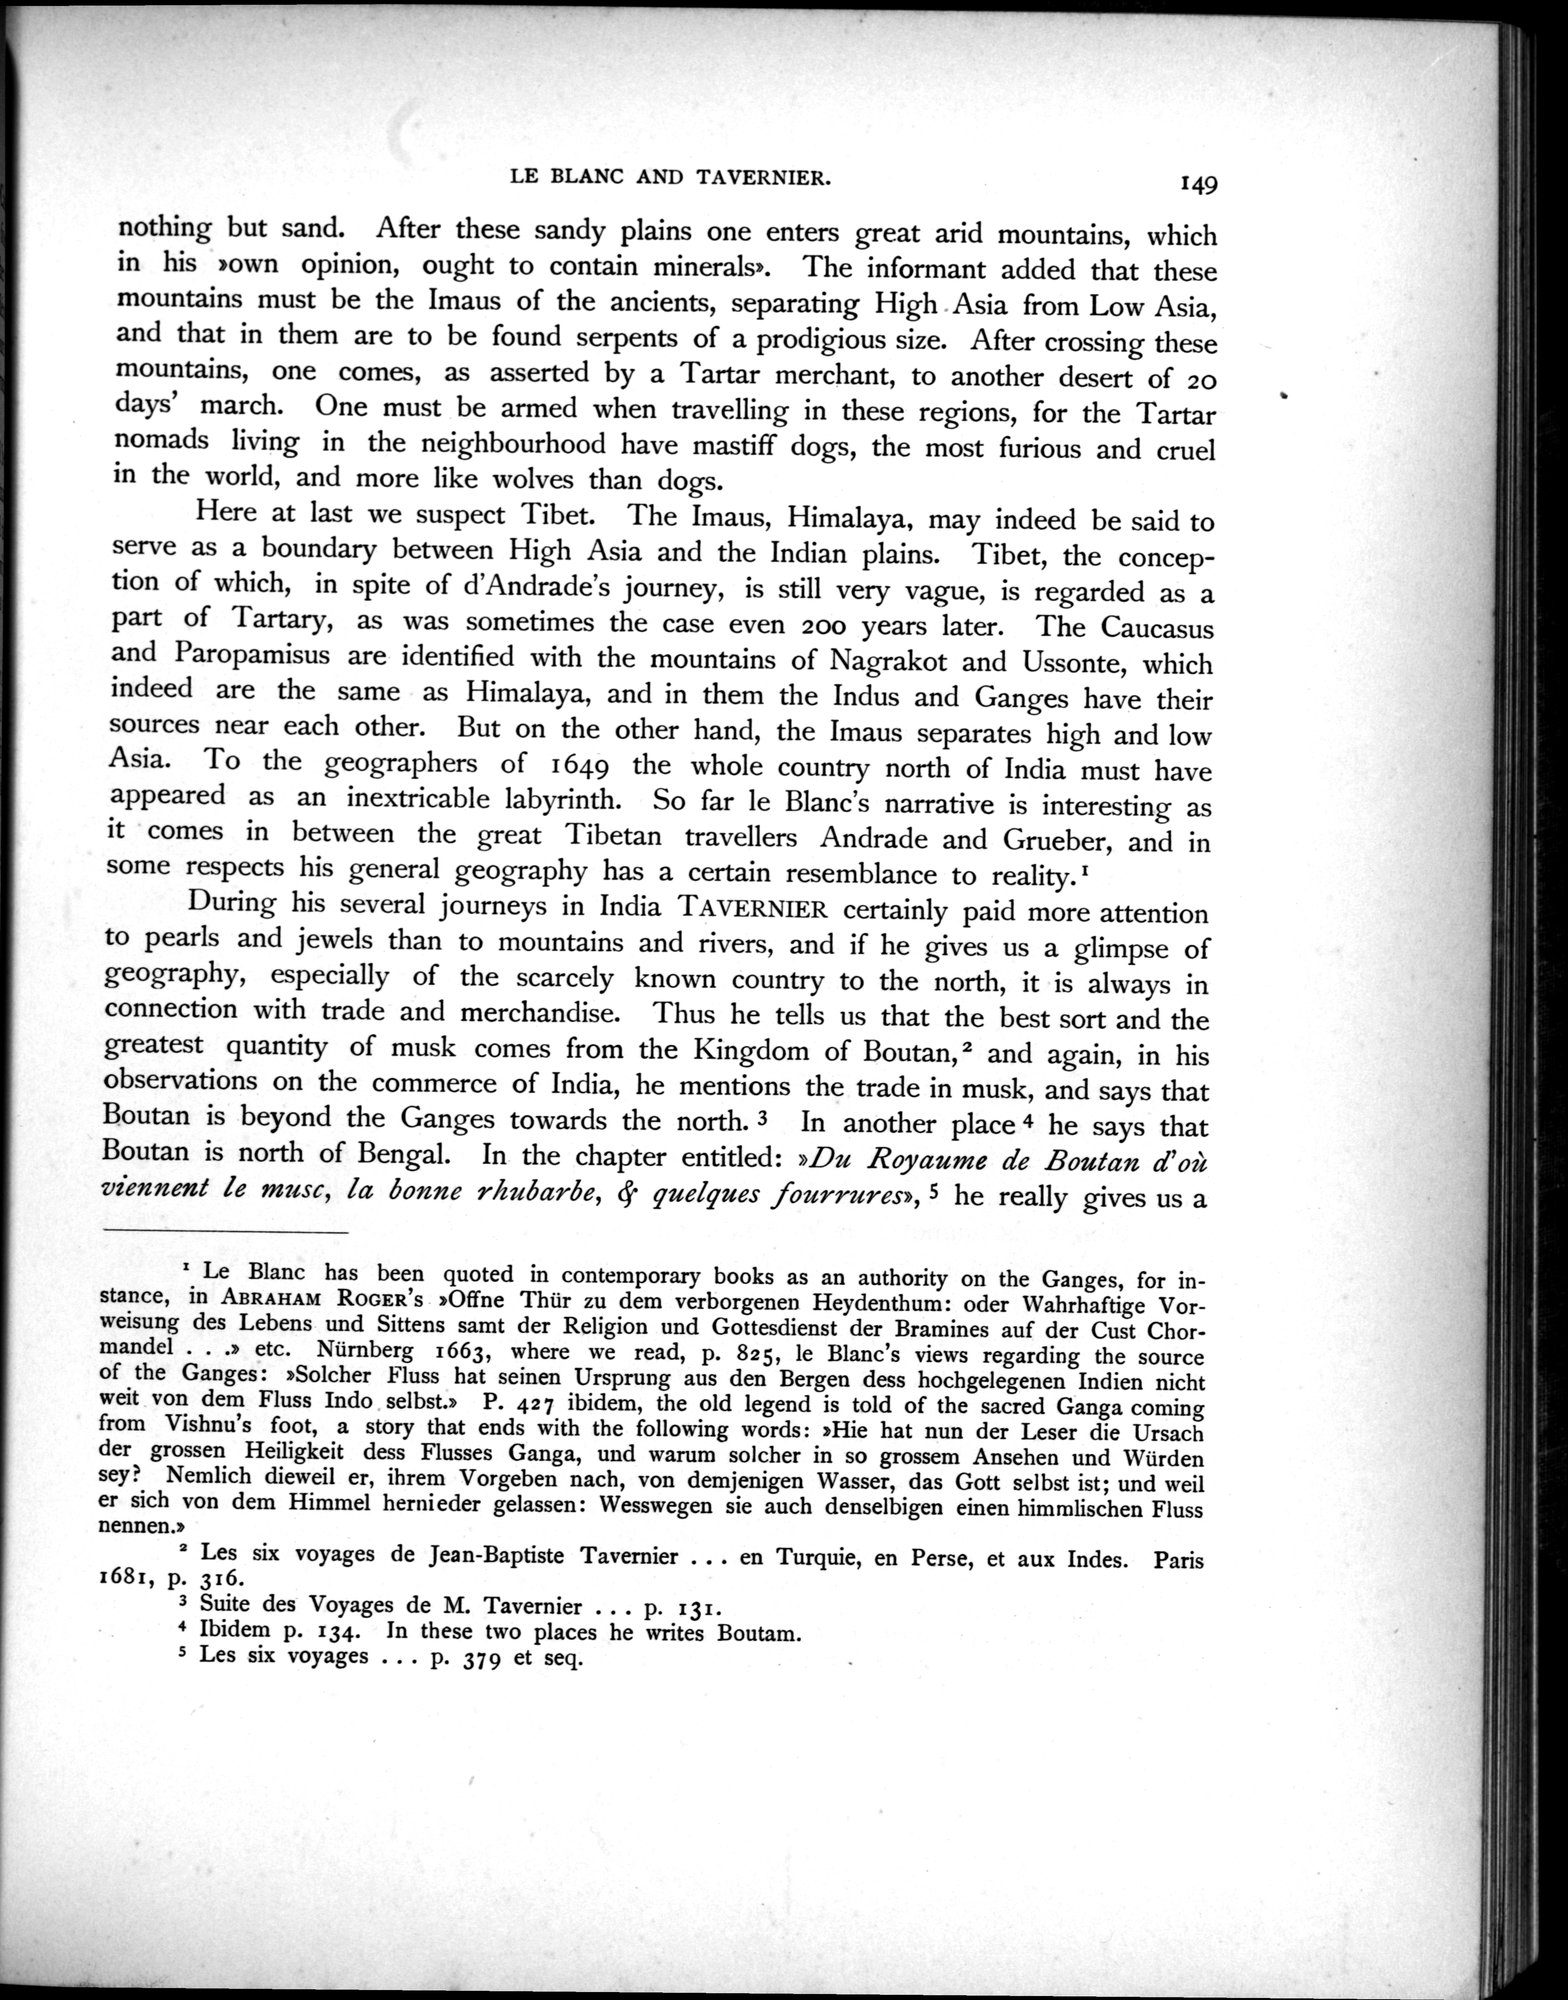 LE BLANC AND TAVERNIER.
149
nothing but sand. After these sandy plains one enters great arid mountains, which
in his »own opinion, ought to contain minerals». The informant added that these
mountains must be the Imaus of the ancients, separating High Asia from Low Asia,
and that in them are to be found serpents of a prodigious size. After crossing these
mountains, one comes, as asserted by a Tartar merchant, to another desert of 20
days' march. One must be armed when travelling in these regions, for the Tartar
nomads living in the neighbourhood have mastiff dogs, the most furious and cruel
in the world, and more like wolves than dogs.
Here at last we suspect Tibet. The Imaus, Himalaya, may indeed be said to
serve as a boundary between High Asia and the Indian plains. Tibet, the concep-
tion of which, in spite of d'Andrade's journey, is still very vague, is regarded as a
part of Tartary, as was sometimes the case even 200 years later. The Caucasus
and Paropamisus are identified with the mountains of Nagrakot and Ussonte, which
indeed are the same as Himalaya, and in them the Indus and Ganges have their
sources near each other. But on the other hand, the Imaus separates high and low
Asia. To the geographers of 1649 the whole country north of India must have
appeared as an inextricable labyrinth. So far le Blanc's narrative is interesting as
it comes in between the great Tibetan travellers Andrade and Grueber, and in
some respects his general geography has a certain resemblance to reality.¹
During his several journeys in India TAVERNIER certainly paid more attention
to pearls and jewels than to mountains and rivers, and if he gives us a glimpse of
geography, especially of the scarcely known country to the north, it is always in
connection with trade and merchandise. Thus he tells us that the best sort and the
greatest quantity of musk comes from the Kingdom of Boutan,² and again, in his
observations on the commerce of India, he mentions the trade in musk, and says that
Boutan is beyond the Ganges towards the north.³ In another place⁴ he says that
Boutan is north of Bengal. In the chapter entitled: »Du Royaume de Boutan d'où
viennent le musc, la bonne rhubarbe, & quelques fourrures»,⁵ he really gives us a
¹ Le Blanc has been quoted in contemporary books as an authority on the Ganges, for in-
stance, in ABRAHAM ROGER'S »Offne Thür zu dem verborgenen Heydenthum: oder Wahrhaftige Vor-
weisung des Lebens und Sittens samt der Religion und Gottesdienst der Bramines auf der Cust Chor-
mandel . . .» etc. Nürnberg 1663, where we read, p. 825, le Blanc's views regarding the source
of the Ganges: »Solcher Fluss hat seinen Ursprung aus den Bergen dess hochgelegenen Indien nicht
weit von dem Fluss Indo selbst.» P. 427 ibidem, the old legend is told of the sacred Ganga coming
from Vishnu's foot, a story that ends with the following words: »Hie hat nun der Leser die Ursach
der grossen Heiligkeit dess Flusses Ganga, und warum solcher in so grossem Ansehen und Würden
sey? Nemlich dieweil er, ihrem Vorgeben nach, von demjenigen Wasser, das Gott selbst ist; und weil
er sich von dem Himmel hernieder gelassen: Wesswegen sie auch denselbigen einen himmlischen Fluss
nennen.»
² Les six voyages de Jean-Baptiste Tavernier . . . en Turquie, en Perse, et aux Indes. Paris
1681, p. 316.
³ Suite des Voyages de M. Tavernier . . . p. 131.
⁴ Ibidem p. 134. In these two places he writes Boutam.
⁵ Les six voyages . . . p. 379 et seq.